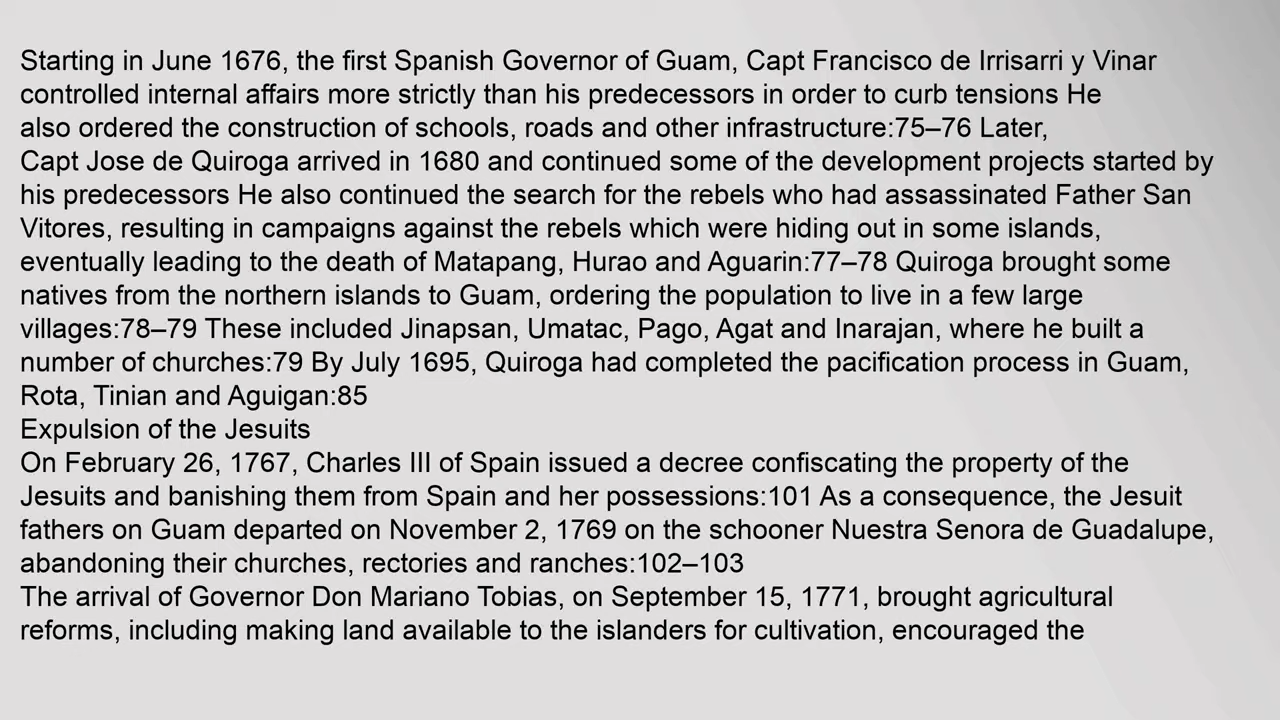 Starting in June 1676, the first Spanish Governor of Guam, Capt Francisco de Irrisarri y Vinar
controlled internal affairs more strictly than his predecessors in order to curb tensions He
also ordered the construction of schools, roads and other infrastructure:75–76 Later,
Capt Jose de Quiroga arrived in 1680 and continued some of the development projects started by
his predecessors He also continued the search for the rebels who had assassinated Father San
Vitores, resulting in campaigns against the rebels which were hiding out in some islands,
eventually leading to the death of Matapang, Hurao and Aguarin:77–78 Quiroga brought some
natives from the northern islands to Guam, ordering the population to live in a few large
villages:78–79 These included Jinapsan, Umatac, Pago, Agat and Inarajan, where he built a
number of churches:79 By July 1695, Quiroga had completed the pacification process in Guam,
Rota, Tinian and Aguigan:85
Expulsion of the Jesuits
On February 26, 1767, Charles III of Spain issued a decree confiscating the property of the
Jesuits and banishing them from Spain and her possessions:101 As a consequence, the Jesuit
fathers on Guam departed on November 2, 1769 on the schooner Nuestra Senora de Guadalupe,
abandoning their churches, rectories and ranches:102–103
The arrival of Governor Don Mariano Tobias, on September 15, 1771, brought agricultural
reforms, including making land available to the islanders for cultivation, encouraged the